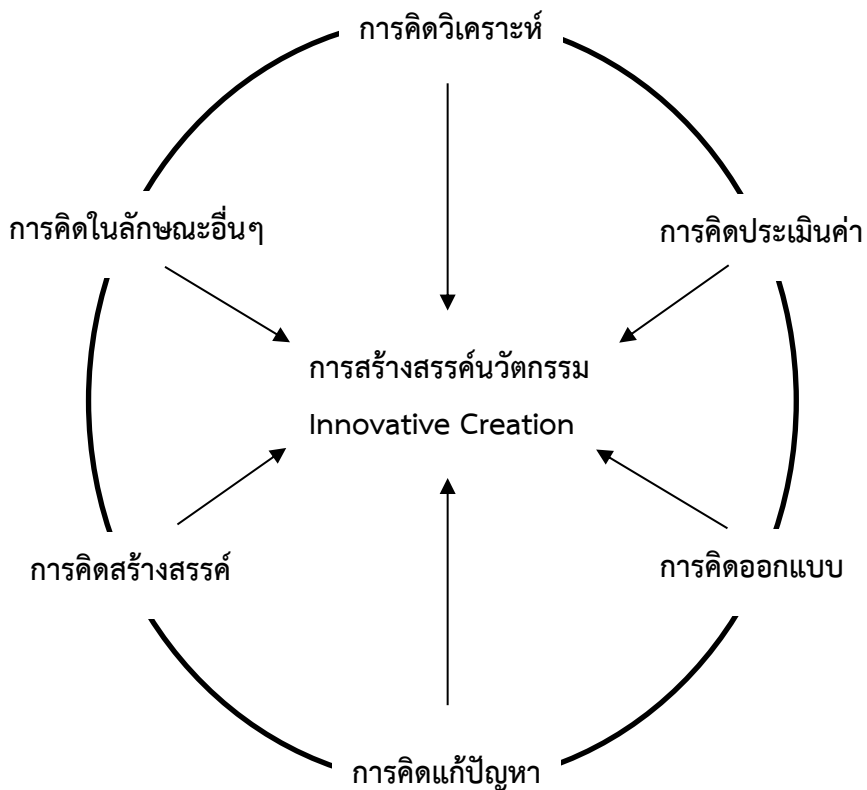 การคิดวิเคราะห์
การคิดในลักษณะอื่นๆ
การคิดประเมินค่า
การสร้างสรรค์นวัตกรรม
Innovative Creation
การคิดสร้างสรรค์
การคิดออกแบบ
การคิดแก้ปัญหา